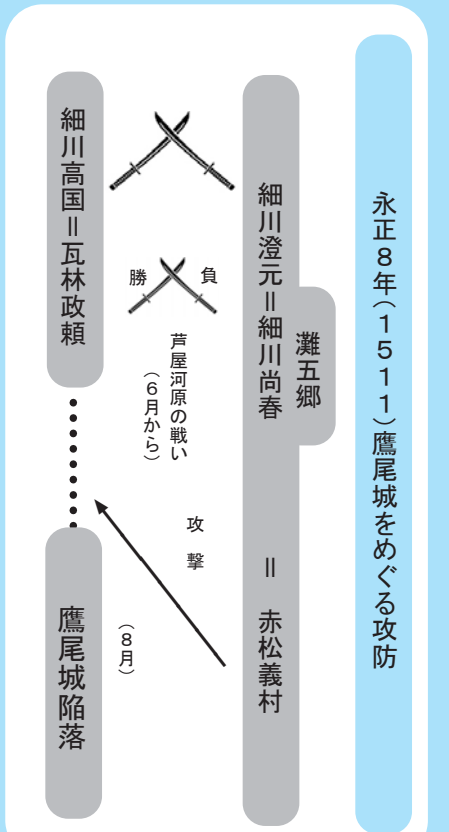 永正8年(1511)鷹尾城をめぐる攻防
灘五郷
細川澄元＝細川尚春　＝　赤松義村
負
勝
芦屋河原の戦い
(6月から)
攻撃
(8月)
細川高国＝瓦林政頼
鷹尾城陥落